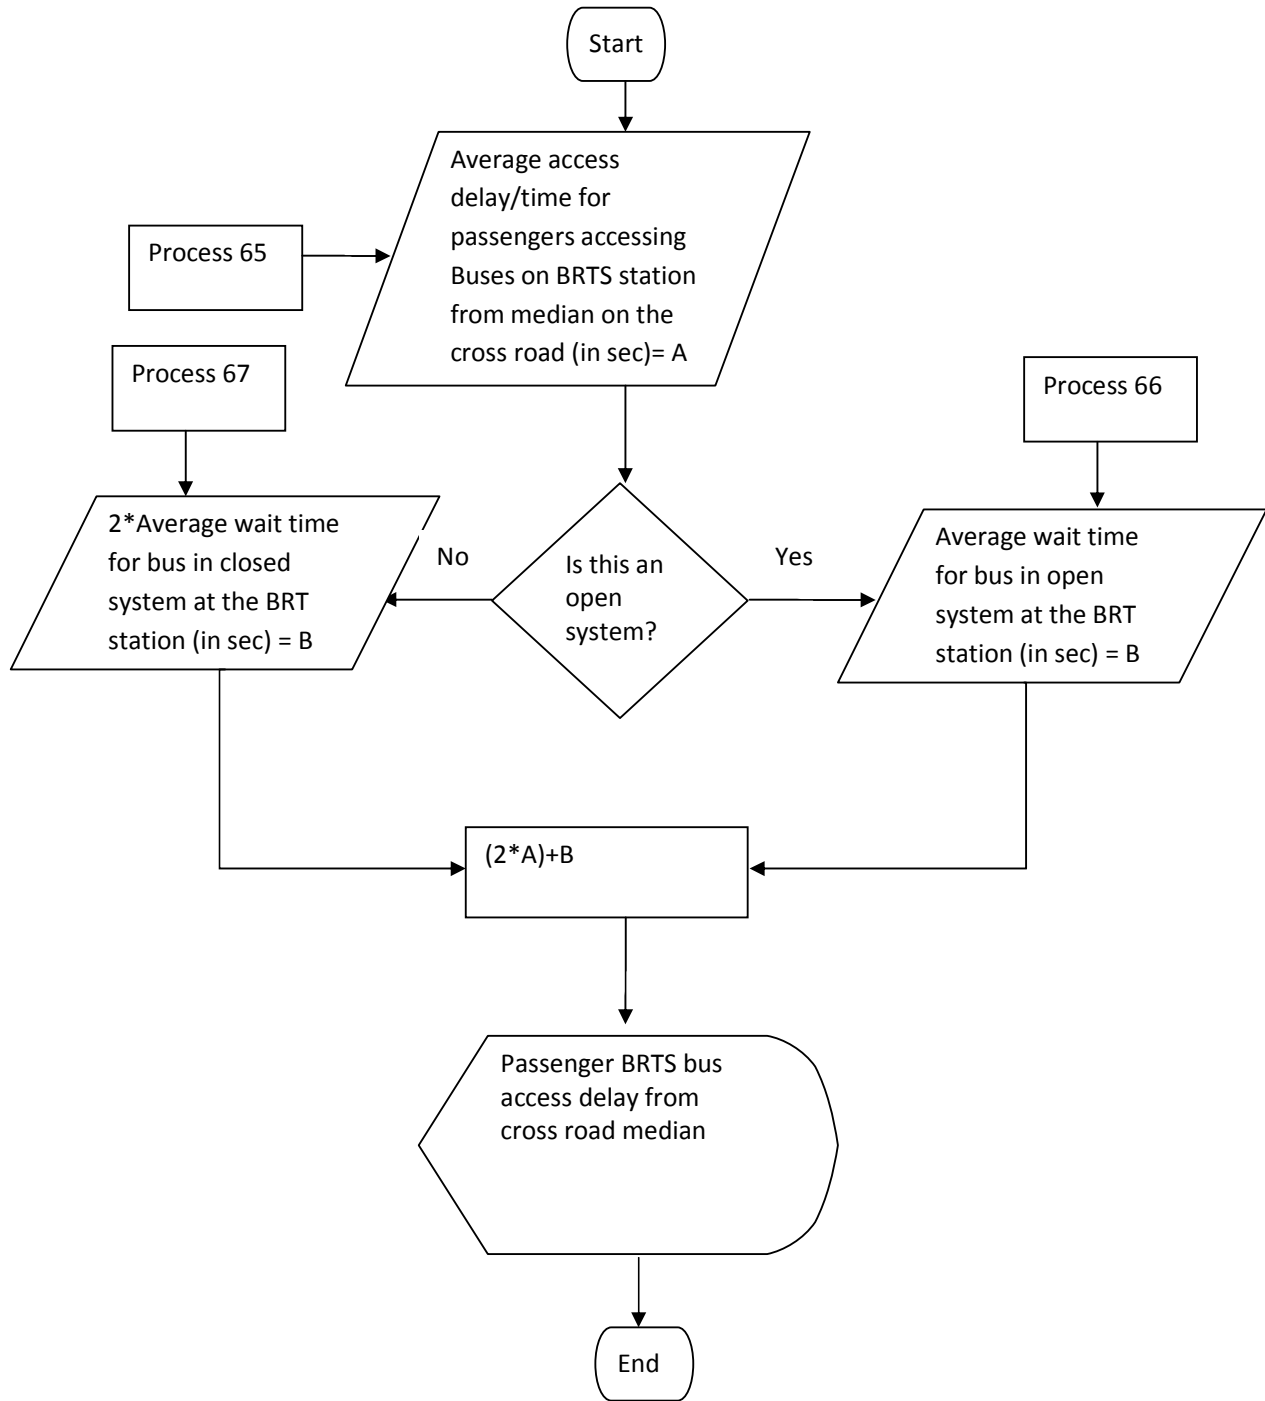 Start
Average access
delay/time for
passengers accessing
Buses on BRTS station
from median on the
cross road (in sec)= A
Process 65
Process 67
Process 66
2*Average wait time
for bus in closed
system at the BRT
station (in sec) = B
No
Is this an
open
system?
Yes
Average wait time
for bus in open
system at the BRT
station (in sec) = B
(2*A)+B
Passenger BRTS bus
access delay from
cross road median
End